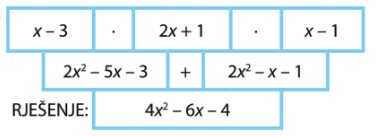 x – 3 · 2x + 1 · x – 1
2x² – 5x – 3 + 2x² – x – 1
RJEŠENJE: 4x² – 6x – 4